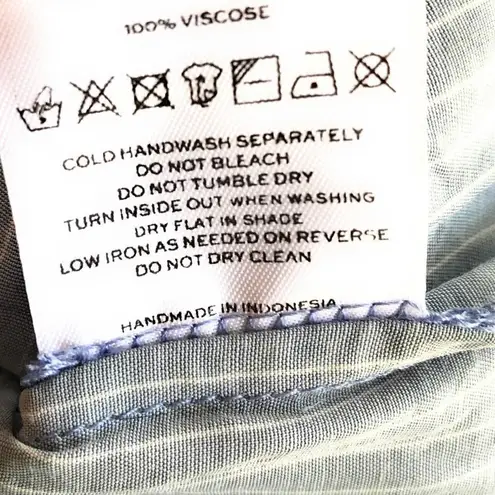 100% VISCOSE
COLD HANDWASH SEPARATELY
DO NOT BLEACH
DO NOT TUMBLE DRY
TURN INSIDE OUT WHEN WASHING
DRY FLAT IN SHADE
LOW IRON AS NEEDED ON REVERSE
DO NOT DRY CLEAN
HANDMADE IN INDONESIA